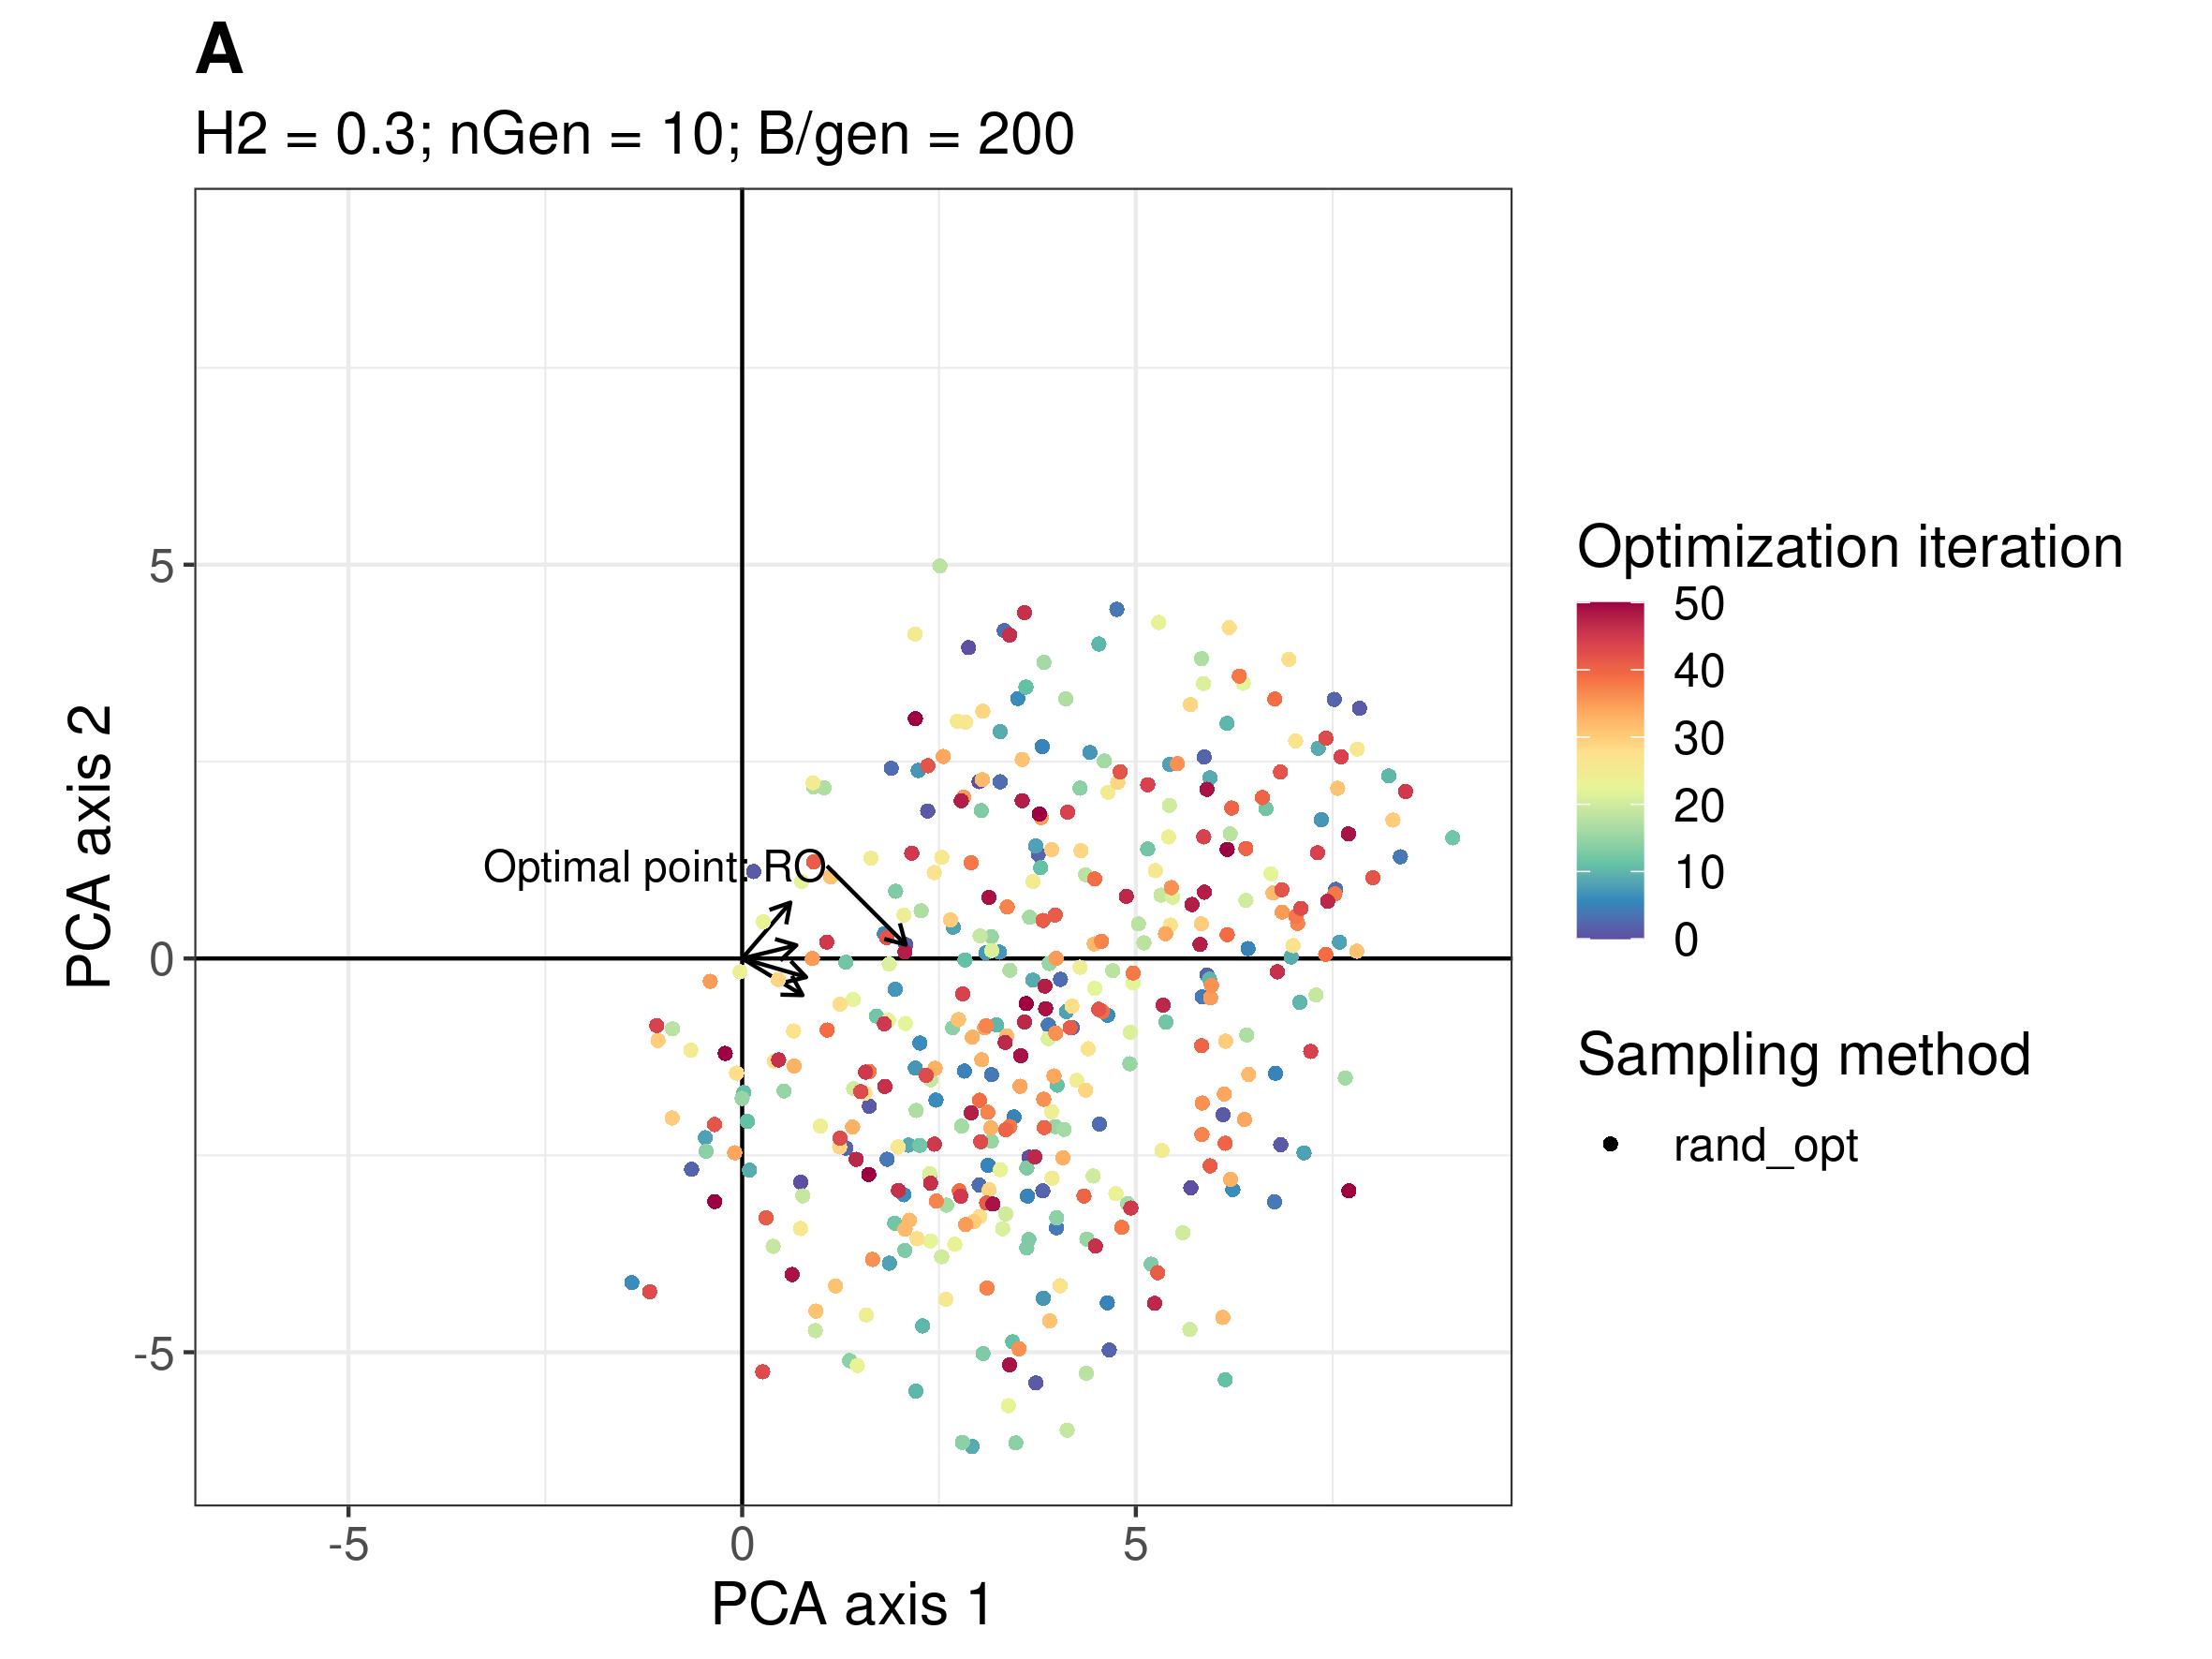 A
H2 = 0.3; nGen = 10; B/gen = 200
PCA axis 2
5
0
-5
Optimal point: RO
-5
0
5
PCA axis 1
Optimization iteration
50
40
30
20
10
0
Sampling method
rand_opt